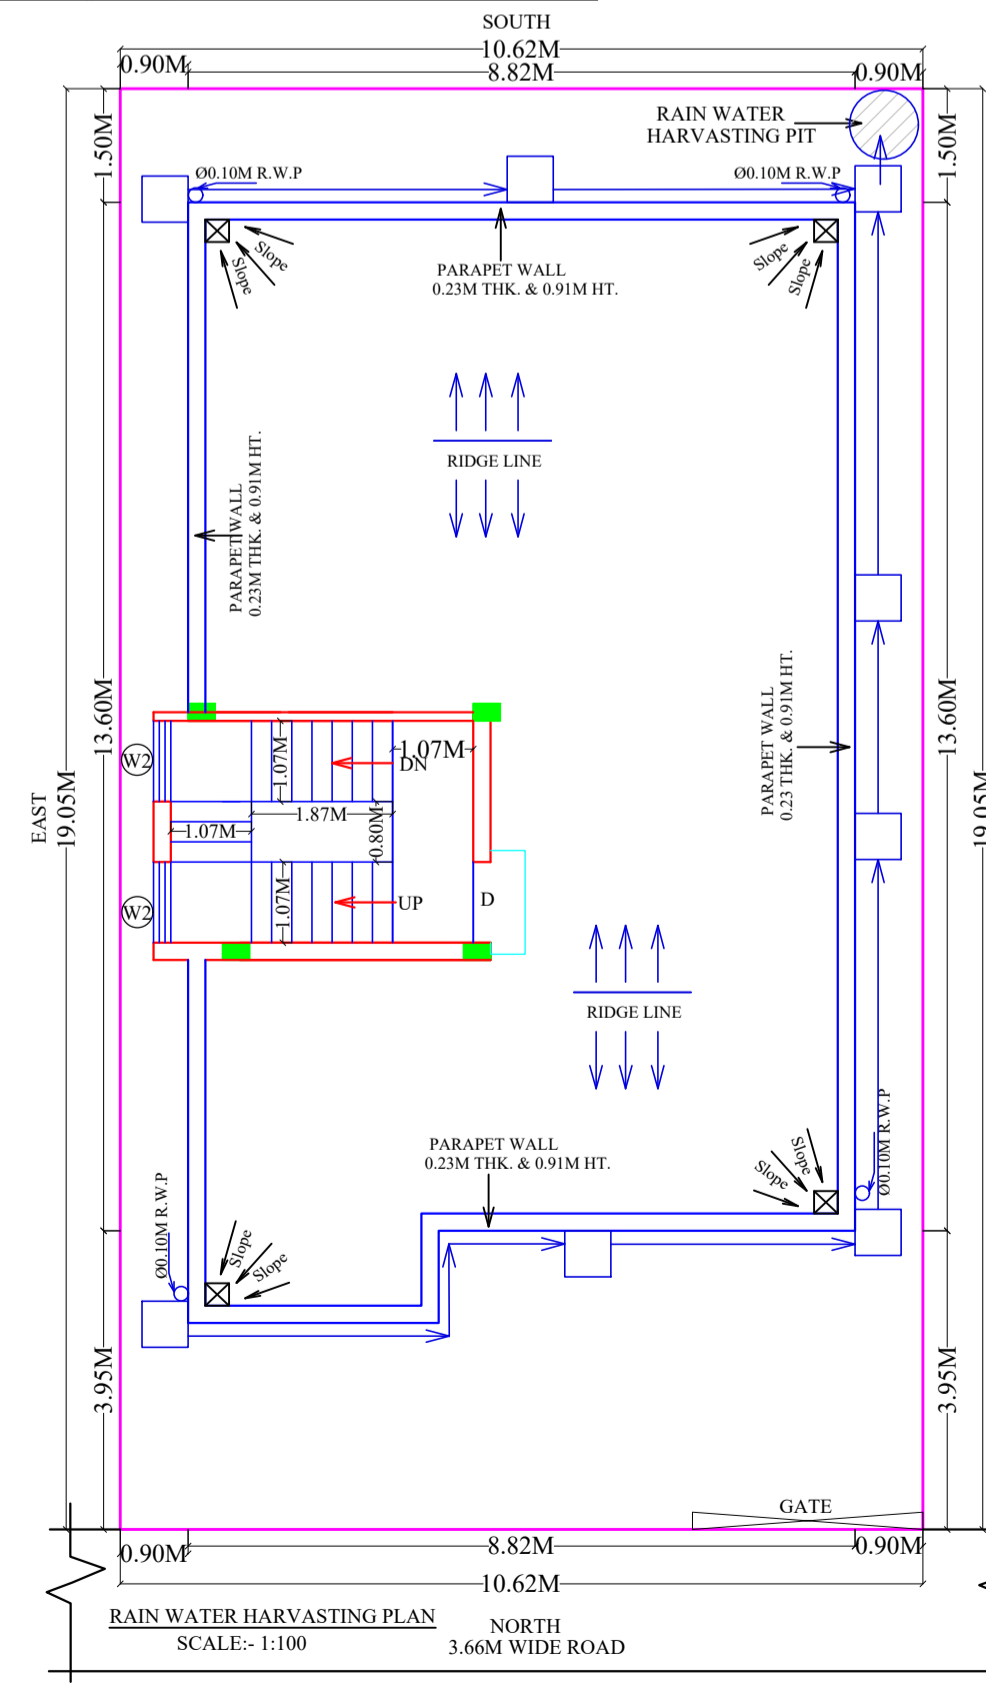 SOUTH
10.62M
0.90M
8.82M
0.90M
RAIN WATER
HARVASTING PIT
1.50M
1.50M
Ø0.10M R.W.P
Ø0.10M R.W.P
Slope
Slope
Slope
Slope
PARAPET WALL
0.23M THK. & 0.91M HT.
RIDGE LINE
PARAPET WALL
0.23M THK. & 0.91M HT.
PARAPET WALL
0.23 THK. & 0.91M HT.
13.60M
13.60M
EAST
19.05M
19.05M
W2
1.07M
1.07M
DN
1.87M
1.07M
0.80M
W2
1.07M
UP
D
RIDGE LINE
PARAPET WALL
0.23M THK. & 0.91M HT.
Slope
Slope
Ø0.10M R.W.P
Ø0.10M R.W.P
Slope
Slope
3.95M
3.95M
GATE
0.90M
8.82M
0.90M
10.62M
RAIN WATER HARVASTING PLAN
SCALE:- 1:100
NORTH
3.66M WIDE ROAD